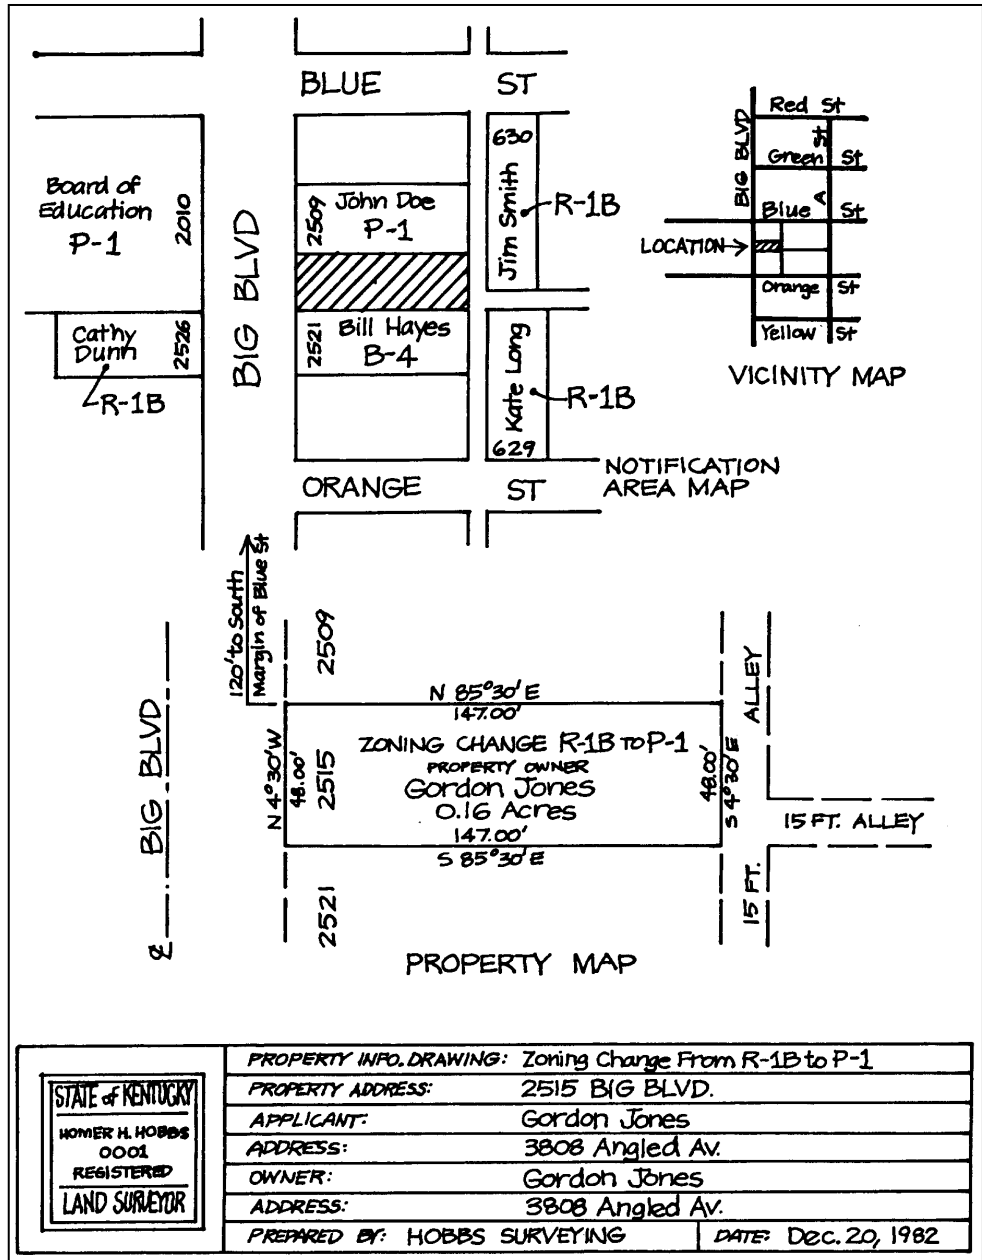 BLUE ST
Board of
Education
P-1
2010
BIG BLVD
2509
John Doe
P-1
630
Jim Smith
R-1B
2521
Bill Hayes
B-4
Cathy
Dunn
2526
R-1B
Kate Long
629
R-1B
ORANGE ST
NOTIFICATION
AREA MAP
BIG BLVD
Red St
Green St
A St
Blue St
LOCATION
Orange St
Yellow St
VICINITY MAP
120' to South
Margin of Blue St
2509
BIG BLVD
℄
N 85°30' E
147.00'
N 4°30' W
48.00'
2515
ZONING CHANGE R-1B TO P-1
PROPERTY OWNER
Gordon Jones
0.16 Acres
147.00'
S 85°30' E
48.00'
S 4°30' E
ALLEY
15 FT. ALLEY
15 FT.
2521
PROPERTY MAP
STATE of KENTUCKY
HOMER H. HOBBS
0001
REGISTERED
LAND SURVEYOR
PROPERTY INFO. DRAWING: Zoning Change From R-1B to P-1
PROPERTY ADDRESS: 2515 BIG BLVD.
APPLICANT: Gordon Jones
ADDRESS: 3808 Angled Av.
OWNER: Gordon Jones
ADDRESS: 3808 Angled Av.
PREPARED BY: HOBBS SURVEYING DATE: Dec. 20, 1982